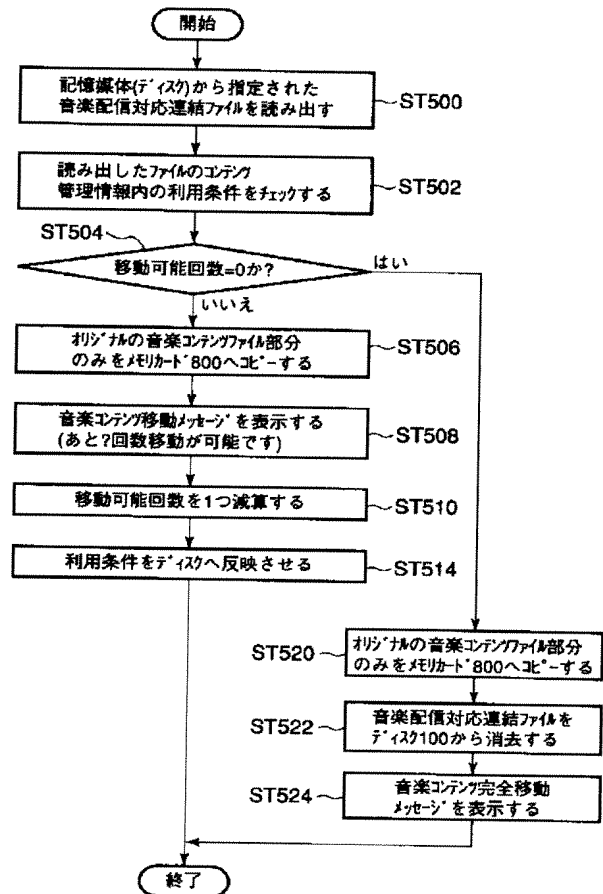 開始
記憶媒体(ディスク)から指定された
音楽配信対応連結ファイルを読み出す
ST500
読み出したファイルのコンテンツ
管理情報内の利用条件をチェックする
ST502
ST504
移動可能回数=0か?
はい
いいえ
オリジナルの音楽コンテンツファイル部分
のみをメモリカード800へコピーする
ST506
音楽コンテンツ移動メッセージを表示する
(あと?回数移動が可能です)
ST508
移動可能回数を1つ減算する
ST510
利用条件をディスクへ反映させる
ST514
ST520
オリジナルの音楽コンテンツファイル部分
のみをメモリカード800へコピーする
ST522
音楽配信対応連結ファイルを
ディスク100から消去する
ST524
音楽コンテンツ完全移動
メッセージを表示する
終了